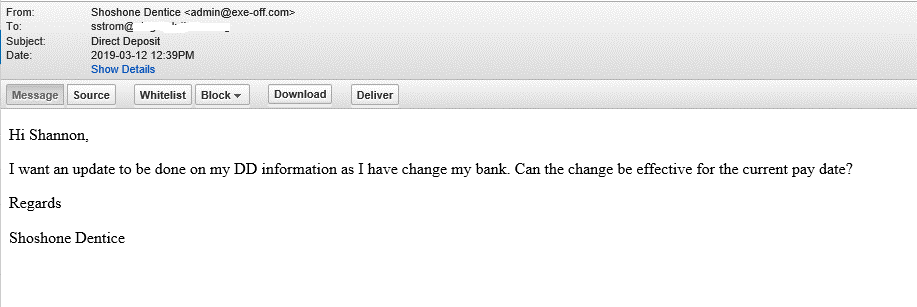 From: Shoshone Dentice <admin@exe-off.com>
To: sstrom@
Subject: Direct Deposit
Date: 2019-03-12 12:39PM
Show Details
Message Source Whitelist Block Download Deliver
Hi Shannon,
I want an update to be done on my DD information as I have change my bank. Can the change be effective for the current pay date?
Regards
Shoshone Dentice